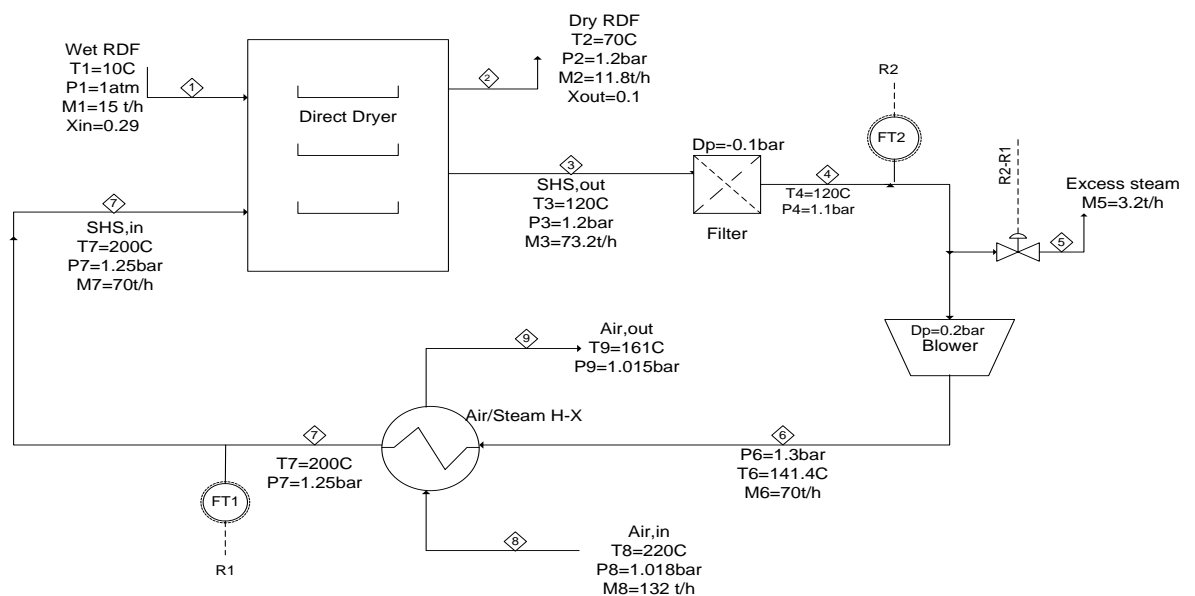 Wet RDF
T1=10C
P1=1atm
M1=15 t/h
Xin=0.29
1
Direct Dryer
2
Dry RDF
T2=70C
P2=1.2bar
M2=11.8t/h
Xout=0.1
3
SHS,out
T3=120C
P3=1.2bar
M3=73.2t/h
Dp=-0.1bar
Filter
4
T4=120C
P4=1.1bar
R2
FT2
R2-R1
Excess steam
M5=3.2t/h
5
7
SHS,in
T7=200C
P7=1.25bar
M7=70t/h
Dp=0.2bar
Blower
9
Air,out
T9=161C
P9=1.015bar
Air/Steam H-X
7
T7=200C
P7=1.25bar
6
P6=1.3bar
T6=141.4C
M6=70t/h
FT1
R1
8
Air,in
T8=220C
P8=1.018bar
M8=132 t/h